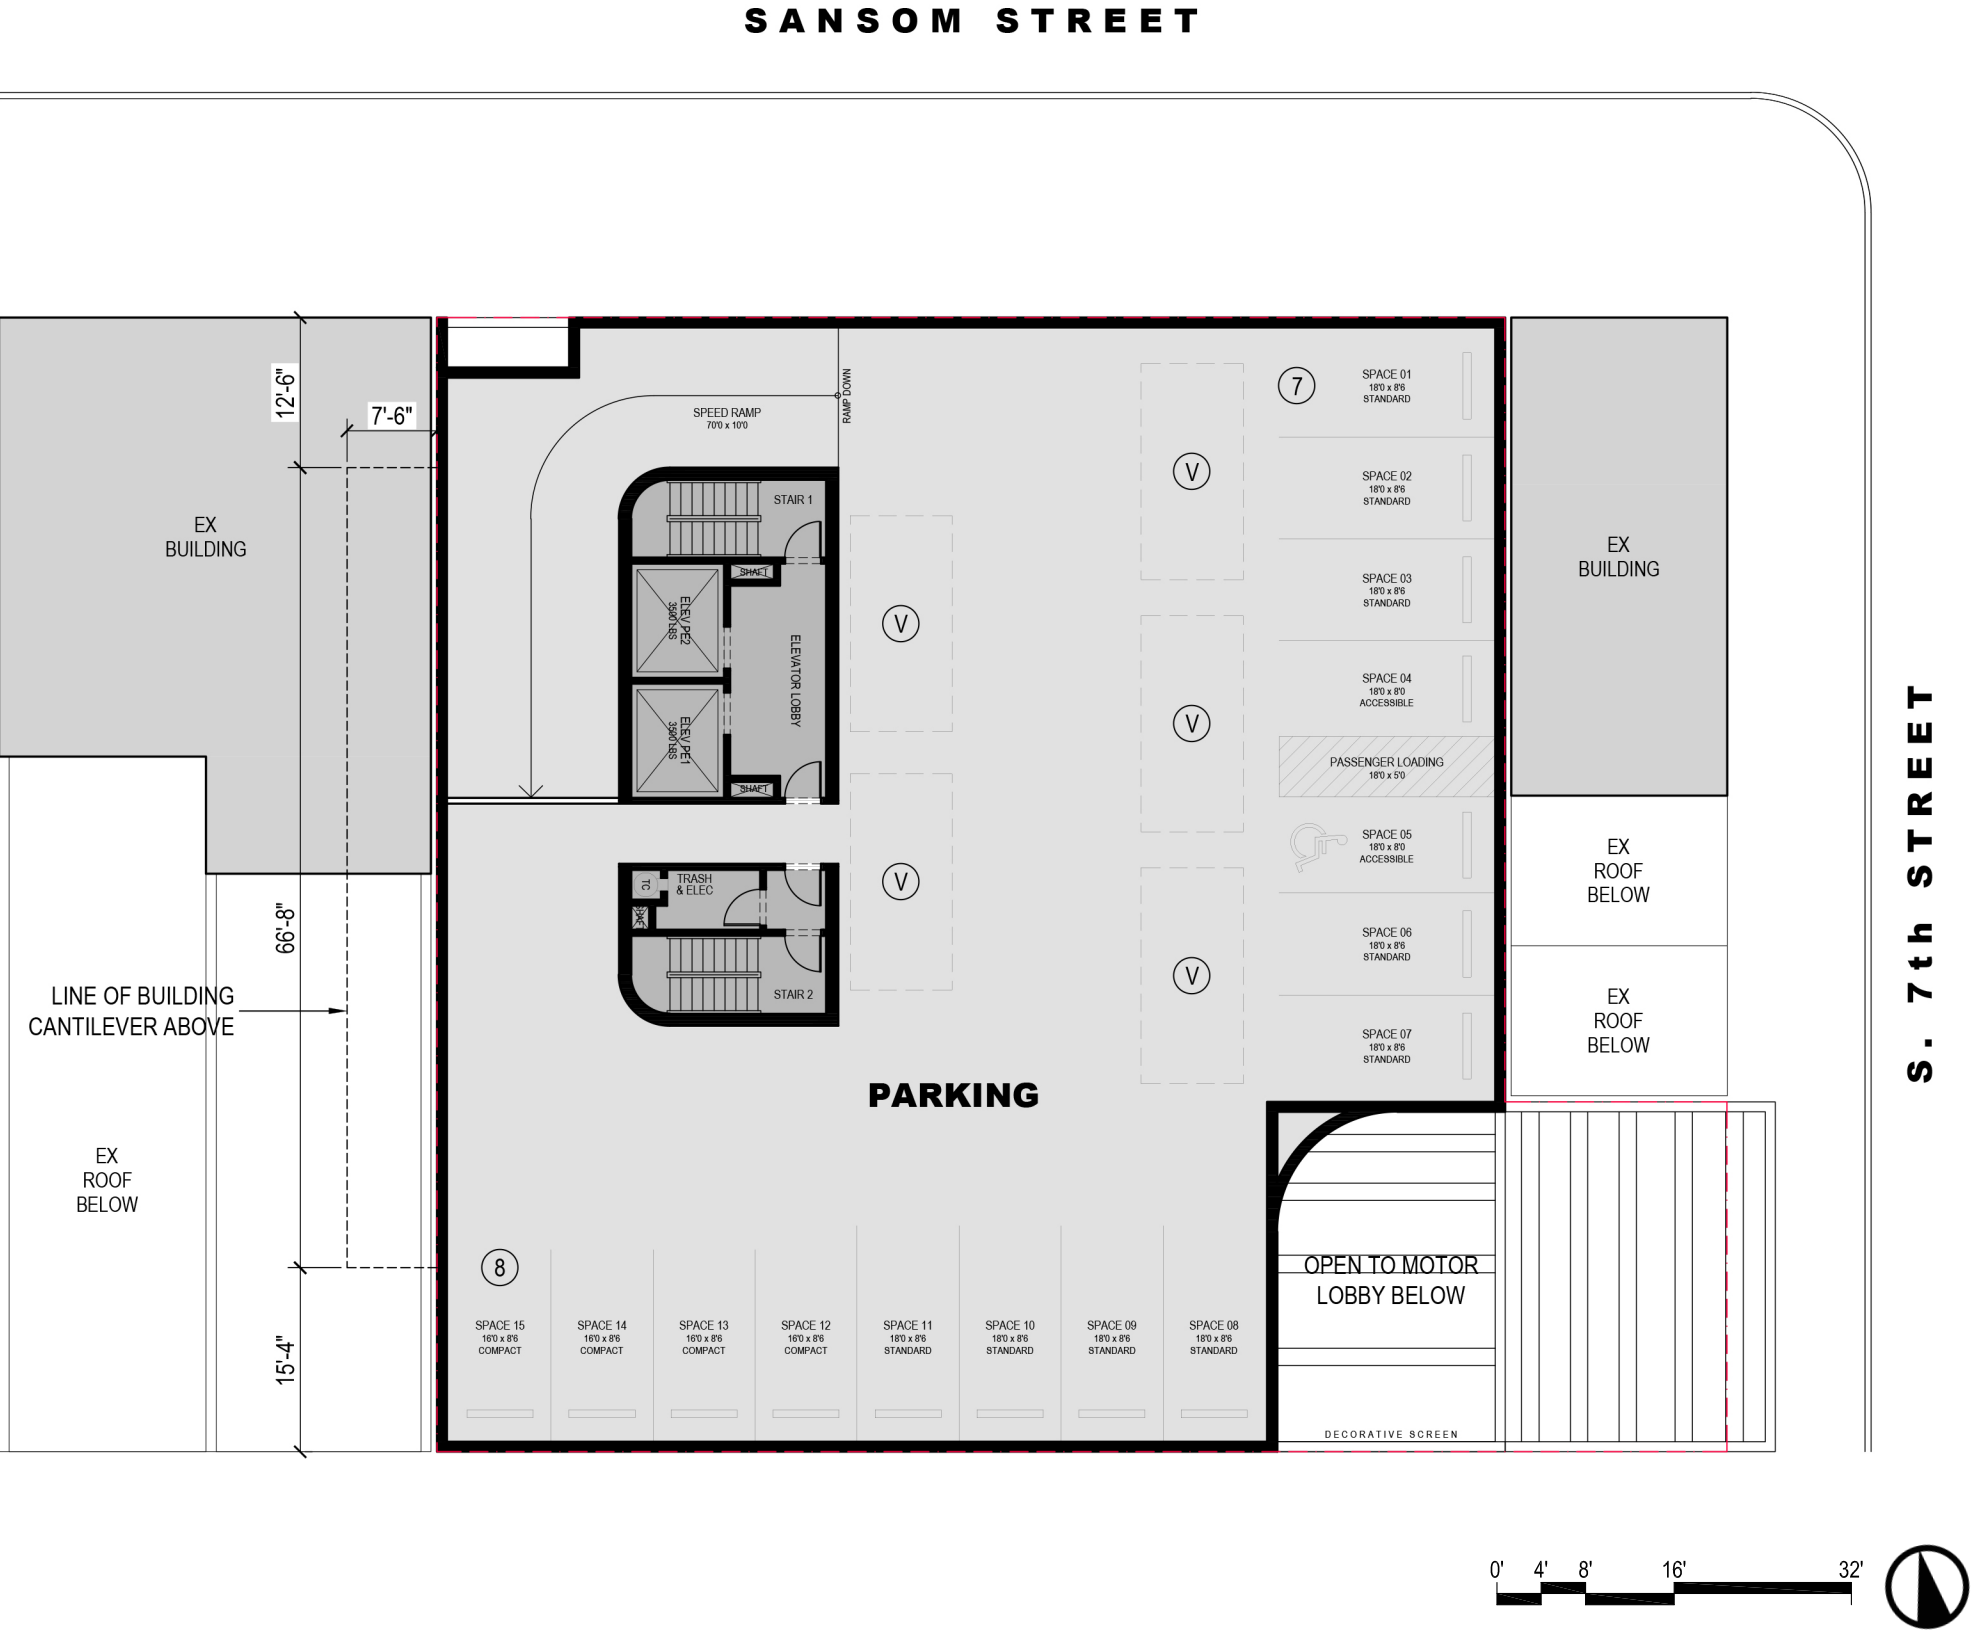 SANSOM STREET
12'-6"
7'-6"
EX
BUILDING
66'-8"
LINE OF BUILDING
CANTILEVER ABOVE
EX
ROOF
BELOW
15'-4"
SPEED RAMP
70'0 x 10'0
RAMP DOWN
STAIR 1
SHAFT
ELEV PE2
3500 LBS
ELEVATOR LOBBY
ELEV PE1
3500 LBS
SHAFT
TC
TRASH
& ELEC
SHAFT
STAIR 2
V
V
V
V
V
PARKING
7
SPACE 01
18'0 x 8'6
STANDARD
SPACE 02
18'0 x 8'6
STANDARD
SPACE 03
18'0 x 8'6
STANDARD
SPACE 04
18'0 x 8'0
ACCESSIBLE
PASSENGER LOADING
18'0 x 5'0
SPACE 05
18'0 x 8'0
ACCESSIBLE
SPACE 06
18'0 x 8'6
STANDARD
SPACE 07
18'0 x 8'6
STANDARD
8
SPACE 15
16'0 x 8'6
COMPACT
SPACE 14
16'0 x 8'6
COMPACT
SPACE 13
16'0 x 8'6
COMPACT
SPACE 12
16'0 x 8'6
COMPACT
SPACE 11
18'0 x 8'6
STANDARD
SPACE 10
18'0 x 8'6
STANDARD
SPACE 09
18'0 x 8'6
STANDARD
SPACE 08
18'0 x 8'6
STANDARD
OPEN TO MOTOR
LOBBY BELOW
DECORATIVE SCREEN
EX
BUILDING
EX
ROOF
BELOW
EX
ROOF
BELOW
S. 7th STREET
0' 4' 8' 16' 32'